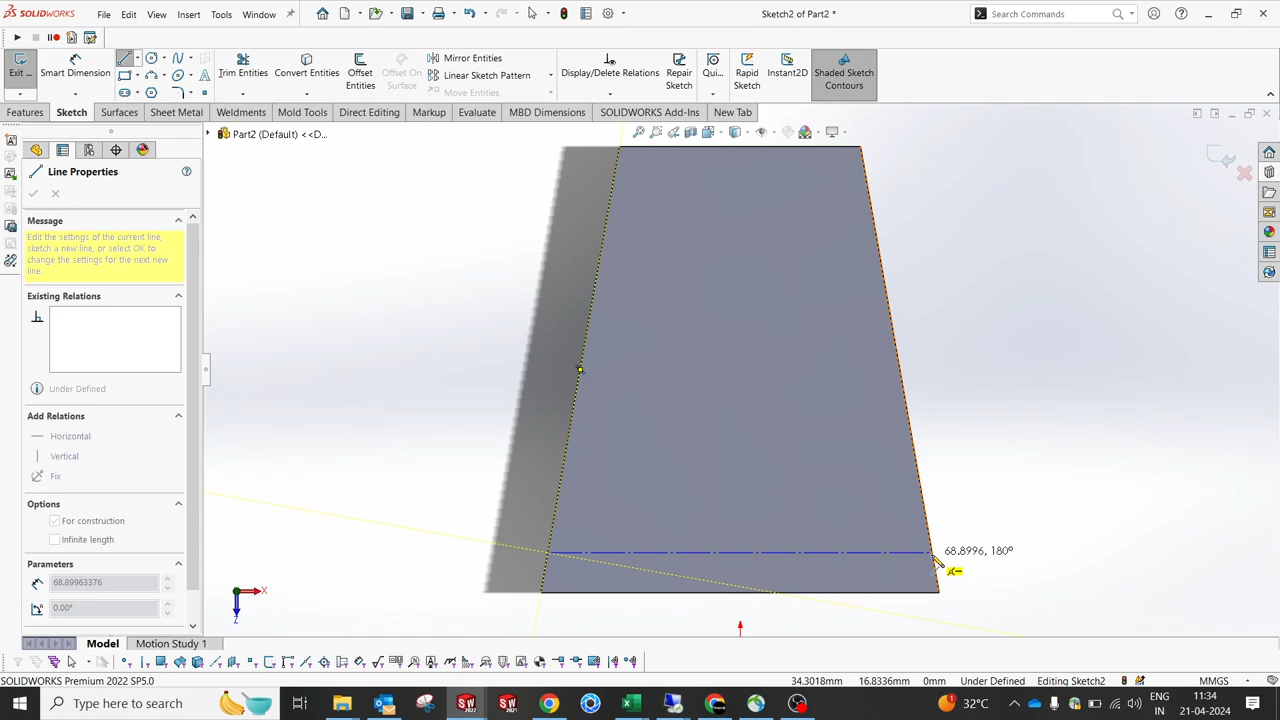 SOLIDWORKS File Edit View Insert Tools Window Sketch2 of Part2 * Search Commands
Exit ... Smart Dimension Trim Entities Convert Entities Offset Entities Offset On Surface Mirror Entities Linear Sketch Pattern Move Entities Display/Delete Relations Repair Sketch Qui... Rapid Sketch Instant2D Shaded Sketch Contours
Features Sketch Surfaces Sheet Metal Weldments Mold Tools Direct Editing Markup Evaluate MBD Dimensions SOLIDWORKS Add-Ins New Tab
Part2 (Default) <<D...
Line Properties
Message
Edit the settings of the current line,
sketch a new line, or select OK to
change the settings for the next new
line.
Existing Relations
Under Defined
Add Relations
Horizontal
Vertical
Fix
Options
For construction
Infinite length
Parameters
68.89963376
0.00°
68.8996, 180°
X
Z
Model Motion Study 1
SOLIDWORKS Premium 2022 SP5.0 34.3018mm 16.8336mm 0mm Under Defined Editing Sketch2 MMGS
Type here to search 32°C ENG IN 11:34 21-04-2024